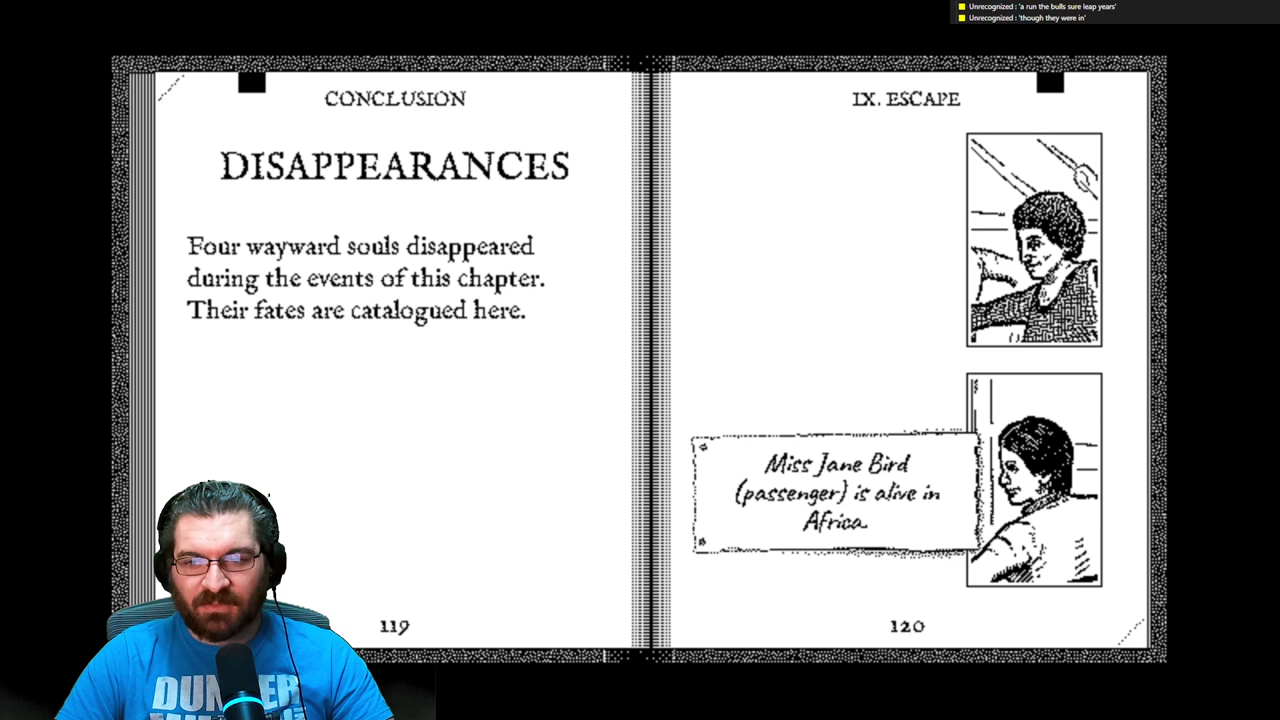 Unrecognized : 'a run the bulls sure leap years'
Unrecognized : 'though they were in'
CONCLUSION
DISAPPEARANCES
Four wayward souls disappeared
during the events of this chapter.
Their fates are catalogued here.
119
IX. ESCAPE
Miss Jane Bird
(passenger) is alive in
Africa.
120